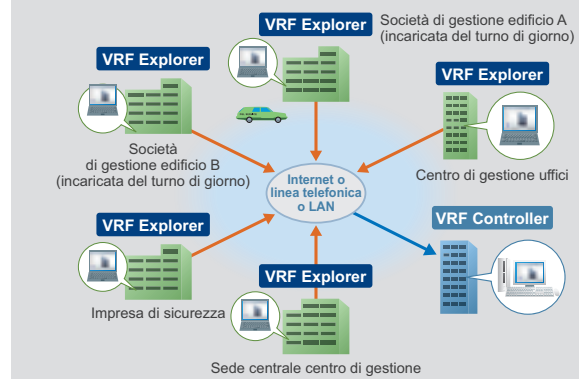 VRF Explorer
Società di gestione edificio A
(incaricata del turno di giorno)
VRF Explorer
Società
di gestione edificio B
(incaricata del turno di giorno)
VRF Explorer
Centro di gestione uffici
Internet o
linea telefonica
o LAN
VRF Explorer
Impresa di sicurezza
VRF Controller
VRF Explorer
Sede centrale centro di gestione